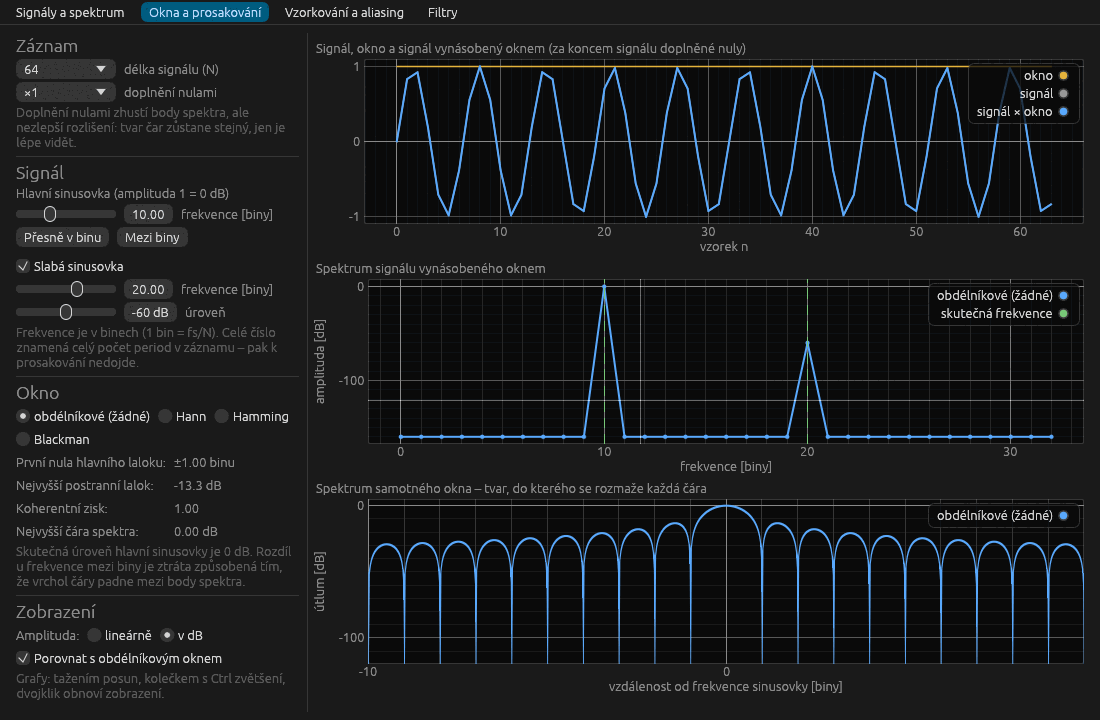 Signály a spektrum Okna a prosakování Vzorkování a aliasing Filtry
Záznam
64 délka signálu (N)
×1 doplnění nulami
Doplnění nulami zhustí body spektra, ale
nezlepší rozlišení: tvar čar zůstane stejný, jen je
lépe vidět.
Signál
Hlavní sinusovka (amplituda 1 = 0 dB)
10.00 frekvence [biny]
Přesně v binu Mezi biny
Slabá sinusovka
20.00 frekvence [biny]
-60 dB úroveň
Frekvence je v binech (1 bin = fs/N). Celé číslo
znamená celý počet period v záznamu – pak k
prosakování nedojde.
Okno
obdélníkové (žádné) Hann Hamming
Blackman
První nula hlavního laloku: ±1.00 binu
Nejvyšší postranní lalok: -13.3 dB
Koherentní zisk: 1.00
Nejvyšší čára spektra: 0.00 dB
Skutečná úroveň hlavní sinusovky je 0 dB. Rozdíl
u frekvence mezi biny je ztráta způsobená tím,
že vrchol čáry padne mezi body spektra.
Zobrazení
Amplituda: lineárně v dB
Porovnat s obdélníkovým oknem
Grafy: tažením posun, kolečkem s Ctrl zvětšení,
dvojklik obnoví zobrazení.
Signál, okno a signál vynásobený oknem (za koncem signálu doplněné nuly)
1
0
-1
okno
signál
signál × okno
0 10 20 30 40 50 60
vzorek n
Spektrum signálu vynásobeného oknem
0
-100
amplituda [dB]
obdélníkové (žádné)
skutečná frekvence
0 10 20 30
frekvence [biny]
Spektrum samotného okna – tvar, do kterého se rozmaže každá čára
0
-100
útlum [dB]
obdélníkové (žádné)
-10 0
vzdálenost od frekvence sinusovky [biny]